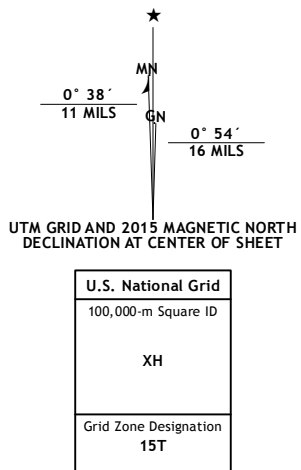 MN
0° 38´
11 MILS
GN
0° 54´
16 MILS
UTM GRID AND 2015 MAGNETIC NORTH
DECLINATION AT CENTER OF SHEET
U.S. National Grid
100,000-m Square ID
XH
Grid Zone Designation
15T